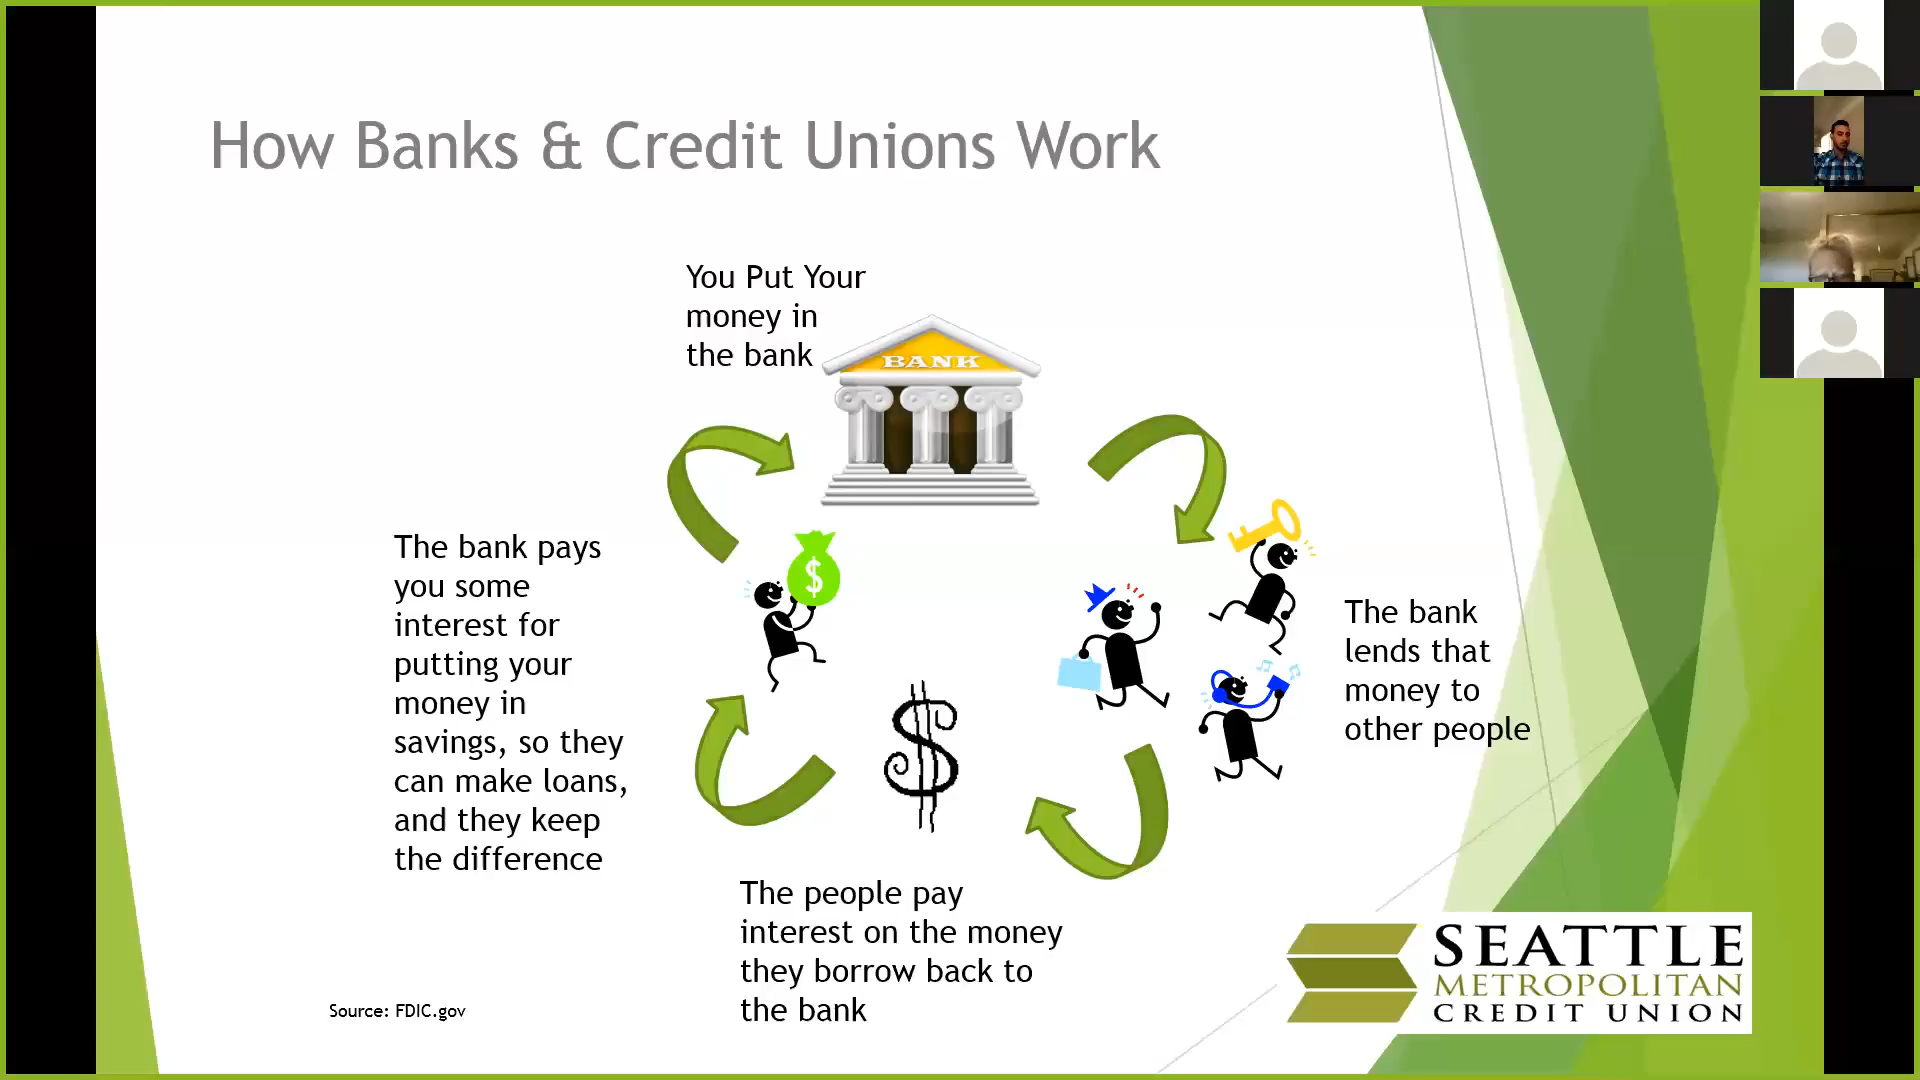 How Banks & Credit Unions Work
You Put Your
money in
the bank
BANK
The bank
lends that
money to
other people
The people pay
interest on the money
they borrow back to
the bank
The bank pays
you some
interest for
putting your
money in
savings, so they
can make loans,
and they keep
the difference
$
$
Source: FDIC.gov
SEATTLE
METROPOLITAN
CREDIT UNION